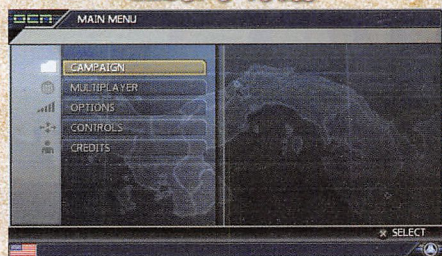 MAIN MENU
CAMPAIGN
MULTIPLAYER
OPTIONS
CONTROLS
CREDITS
SELECT